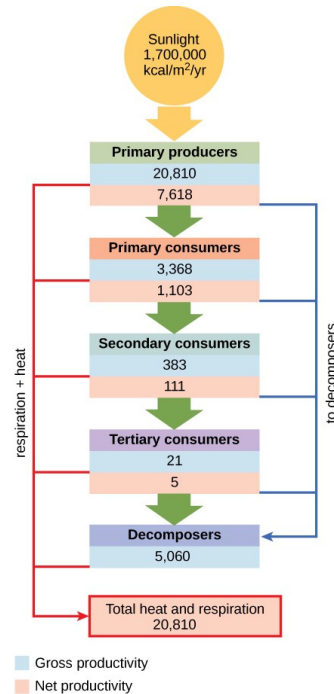 Sunlight
1,700,000
kcal/m²/yr
Primary producers
20,810
7,618
Primary consumers
3,368
1,103
Secondary consumers
383
111
Tertiary consumers
21
5
Decomposers
5,060
respiration + heat
to decomposers
Total heat and respiration
20,810
Gross productivity
Net productivity